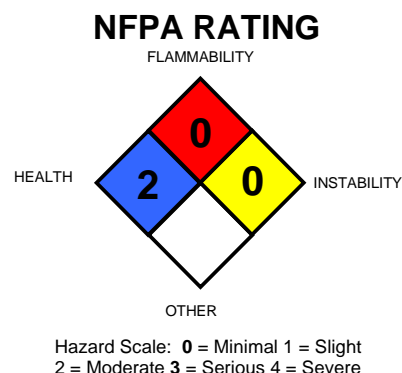 NFPA RATING
FLAMMABILITY
0
HEALTH
2
0
INSTABILITY
OTHER
Hazard Scale: 0 = Minimal 1 = Slight
2 = Moderate 3 = Serious 4 = Severe